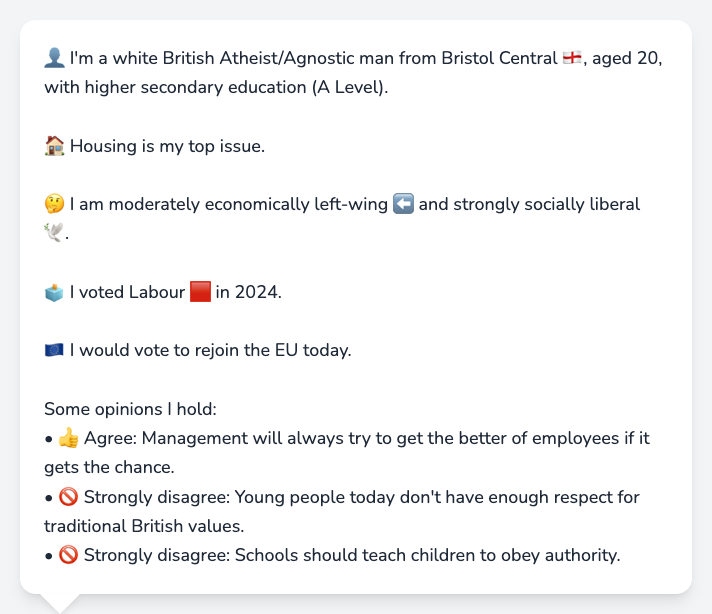 👤 I'm a white British Atheist/Agnostic man from Bristol Central 🏴󠁧󠁢󠁥󠁮󠁧󠁿, aged 20,
with higher secondary education (A Level).
🏠 Housing is my top issue.
🤔 I am moderately economically left-wing ⬅️ and strongly socially liberal
🕊️.
🗳️ I voted Labour 🟥 in 2024.
🇪🇺 I would vote to rejoin the EU today.
Some opinions I hold:
• 👍 Agree: Management will always try to get the better of employees if it
gets the chance.
• 🚫 Strongly disagree: Young people today don't have enough respect for
traditional British values.
• 🚫 Strongly disagree: Schools should teach children to obey authority.